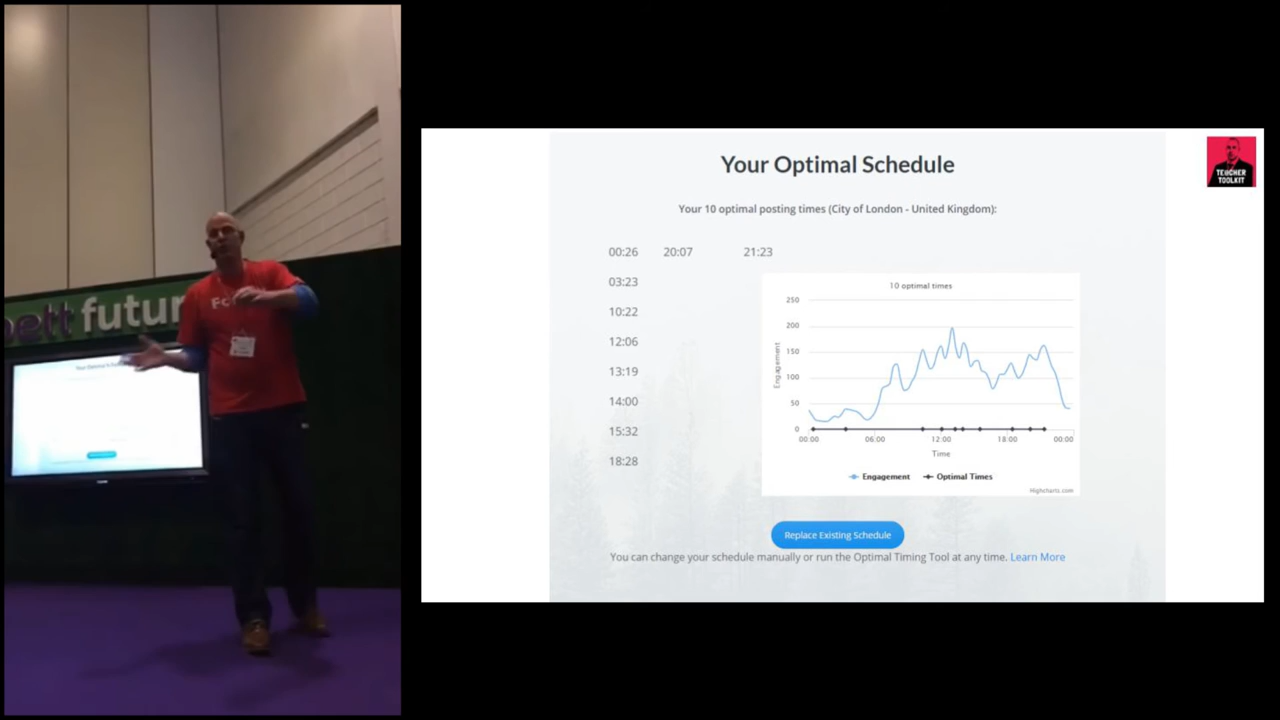 bett futur
Fo
Your Optimal Schedule
TEACHER
TOOLKIT
Your 10 optimal posting times (City of London - United Kingdom):
00:26 20:07 21:23
03:23
10:22
12:06
13:19
14:00
15:32
18:28
10 optimal times
250
200
150
100
50
0
Engagement
00:00 06:00 12:00 18:00 00:00
Time
Engagement Optimal Times
Highcharts.com
Replace Existing Schedule
You can change your schedule manually or run the Optimal Timing Tool at any time. Learn More